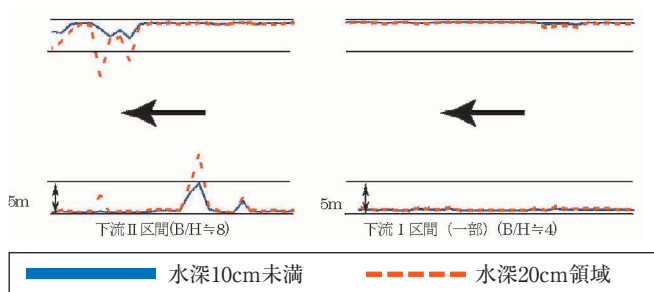 5m
5m
下流Ⅱ区間(B/H≒8)
下流Ⅰ区間（一部）(B/H≒4)
水深10cm未満
水深20cm領域